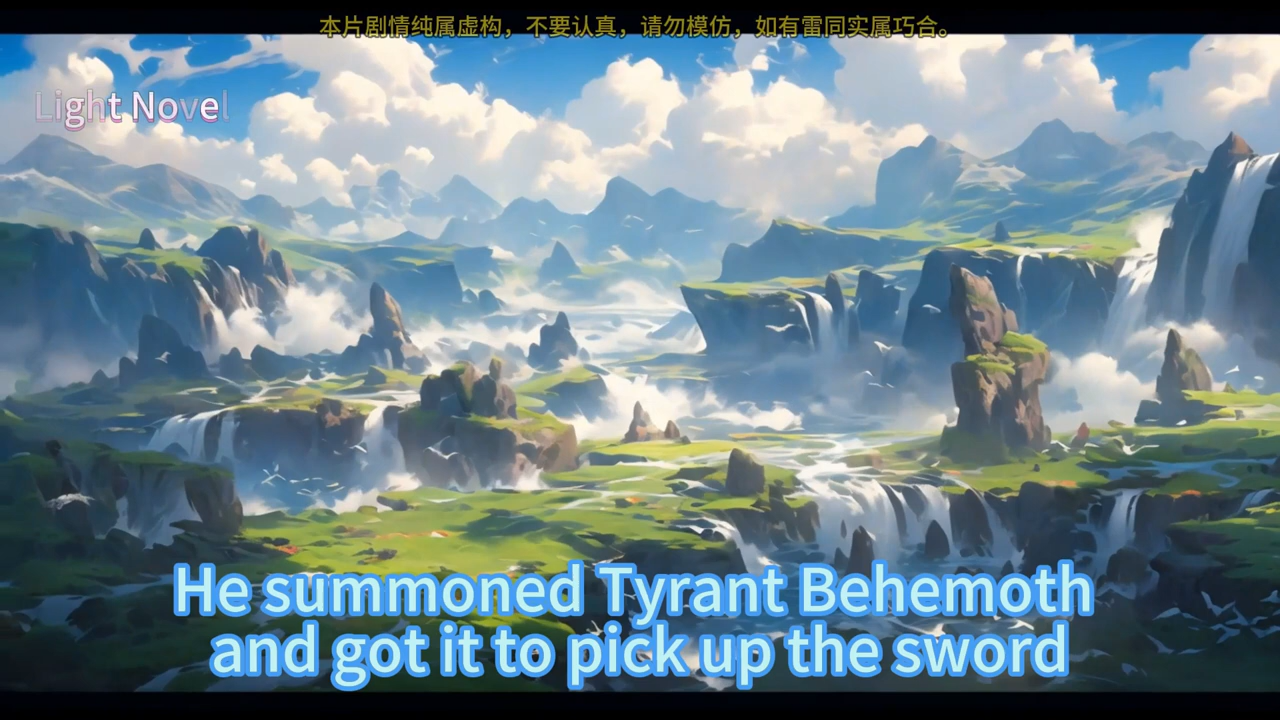 本片剧情纯属虚构，不要认真，请勿模仿，如有雷同实属巧合。
Light Novel
He summoned Tyrant Behemoth
and got it to pick up the sword